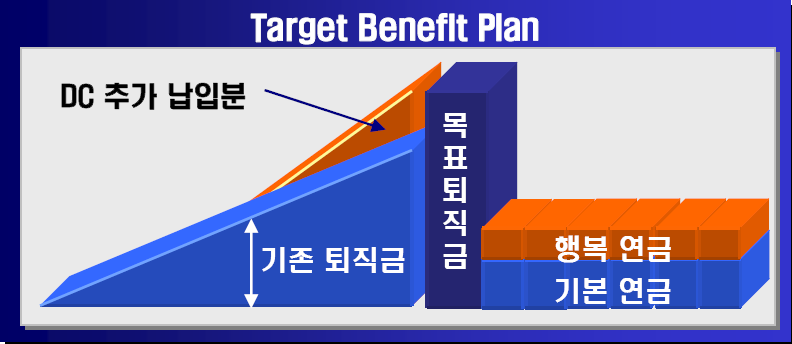 Target Benefit Plan
DC 추가 납입분
목표퇴직금
기존 퇴직금
행복 연금
기본 연금